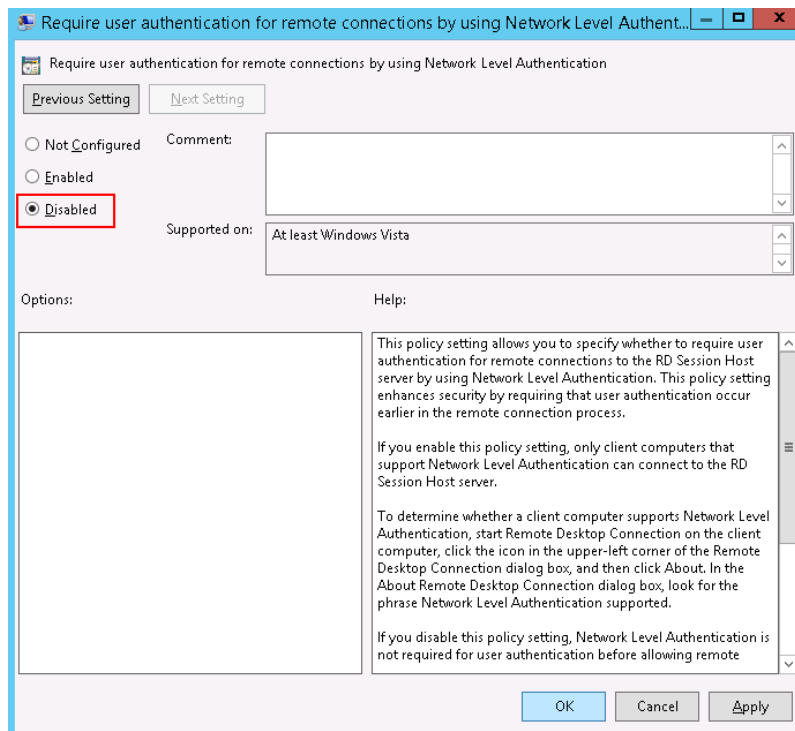 Require user authentication for remote connections by using Network Level Authent...
Require user authentication for remote connections by using Network Level Authentication
Previous Setting
Next Setting
Not Configured
Comment:
Enabled
Disabled
Supported on:
At least Windows Vista
Options:
Help:
This policy setting allows you to specify whether to require user
authentication for remote connections to the RD Session Host
server by using Network Level Authentication. This policy setting
enhances security by requiring that user authentication occur
earlier in the remote connection process.
If you enable this policy setting, only client computers that
support Network Level Authentication can connect to the RD
Session Host server.
To determine whether a client computer supports Network Level
Authentication, start Remote Desktop Connection on the client
computer, click the icon in the upper-left corner of the Remote
Desktop Connection dialog box, and then click About. In the
About Remote Desktop Connection dialog box, look for the
phrase Network Level Authentication supported.
If you disable this policy setting, Network Level Authentication is
not required for user authentication before allowing remote
OK
Cancel
Apply